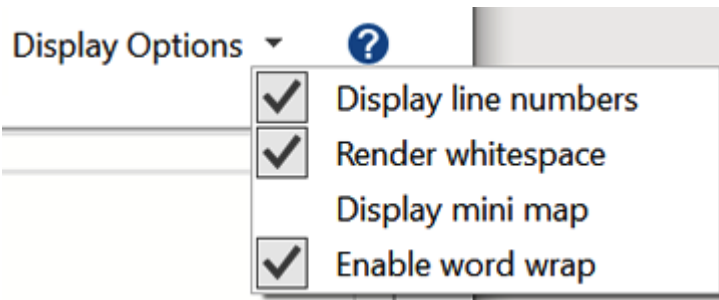 Display Options
Display line numbers
Render whitespace
Display mini map
Enable word wrap